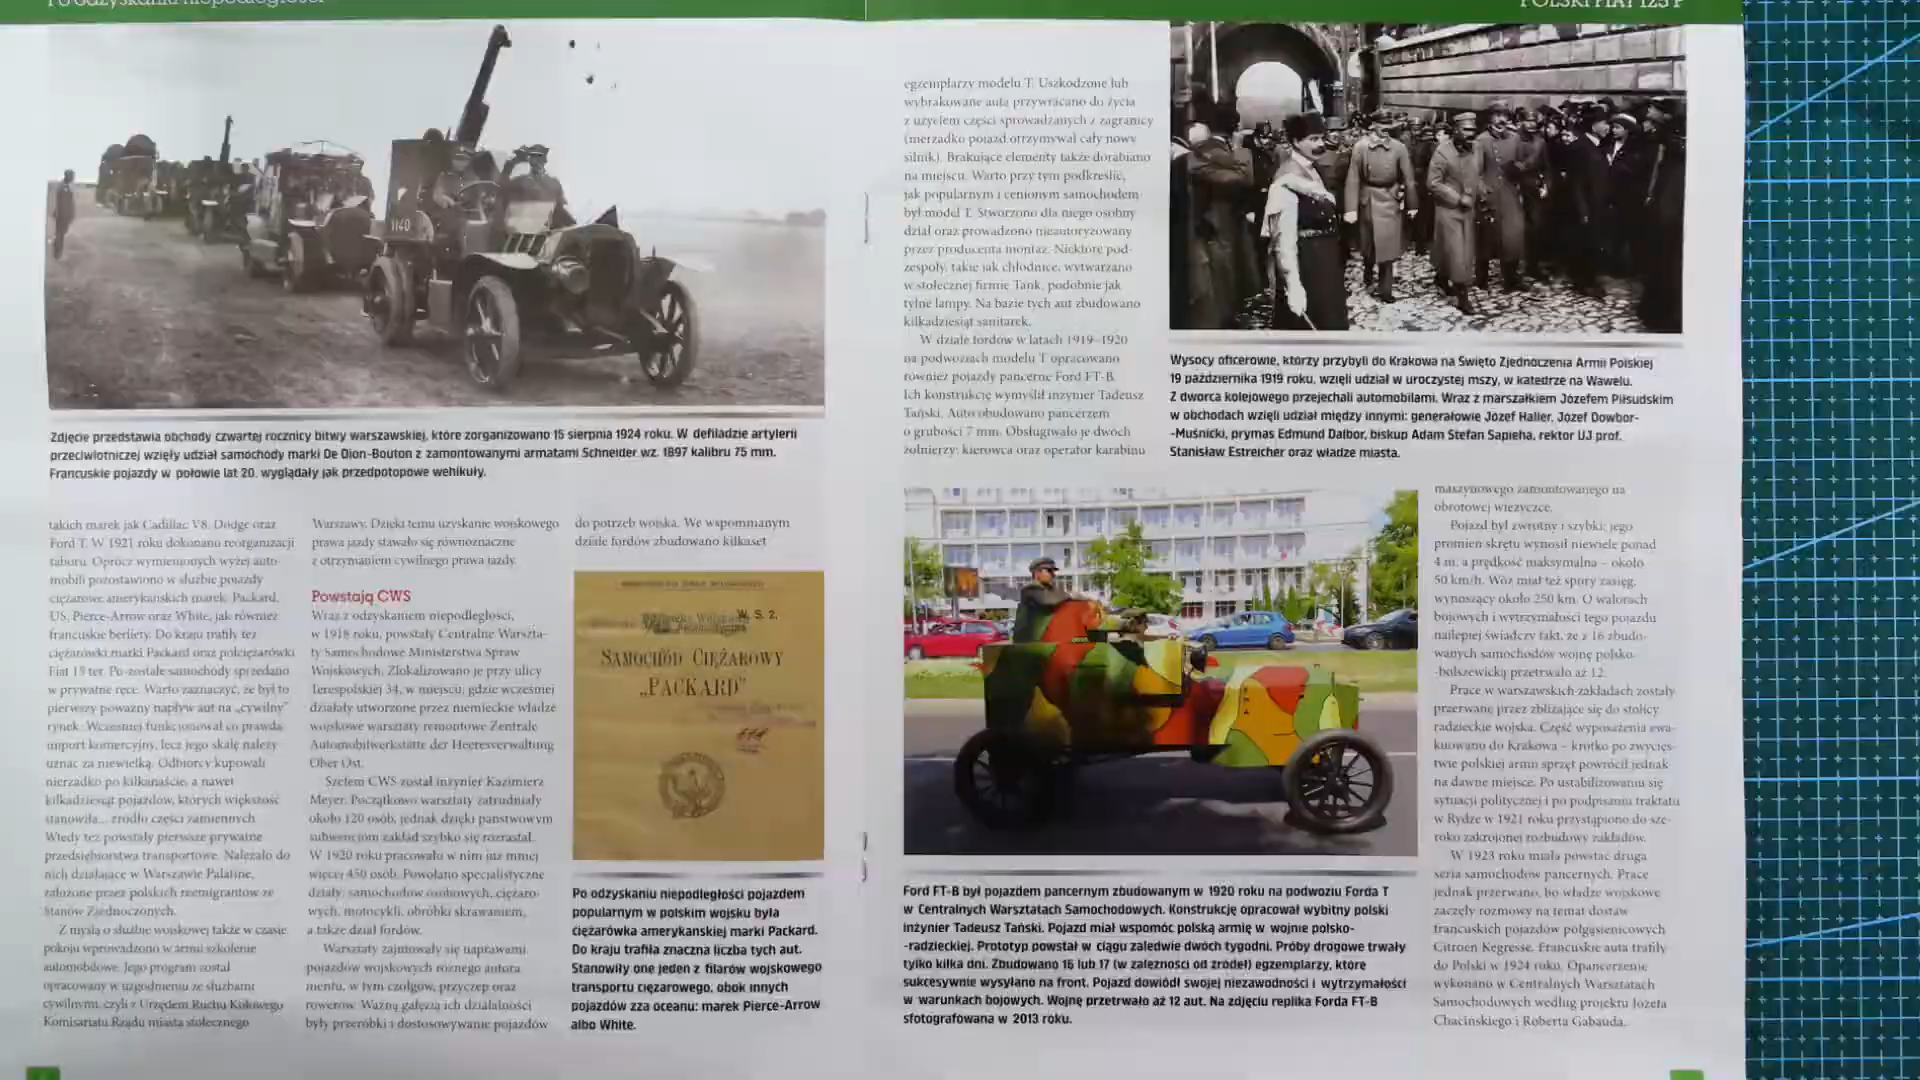 Po odzyskaniu niepodległości
POLSKI FIAT 125 P
1140
Zdjęcie przedstawia obchody czwartej rocznicy bitwy warszawskiej, które zorganizowano 15 sierpnia 1924 roku. W defiladzie artylerii
przeciwlotniczej wzięły udział samochody marki De Dion-Bouton z zamontowanymi armatami Schneider wz. 1897 kalibru 75 mm.
Francuskie pojazdy w połowie lat 20. wyglądały jak przedpotopowe wehikuły.
takich marek jak Cadillac V8, Dodge oraz
Ford T. W 1921 roku dokonano reorganizacji
taboru. Oprócz wymienionych wyżej auto-
mobili pozostawiono w służbie pojazdy
ciężarowe amerykańskich marek: Packard,
US, Pierce-Arrow oraz White, jak również
francuskie berliety. Do kraju trafiły też
ciężarówki marki Packard oraz półciężarówki
Fiat 15 ter. Po-zostałe samochody sprzedano
w prywatne ręce. Warto zaznaczyć, że był to
pierwszy poważny napływ aut na „cywilny”
rynek. Wcześniej funkcjonował co prawda
import komercyjny, lecz jego skalę należy
uznać za niewielką. Odbiorcy kupowali
nierzadko po kilkanaście, a nawet
kilkadziesiąt pojazdów, których większość
stanowiła... źródło części zamiennych.
Wtedy też powstały pierwsze prywatne
przedsiębiorstwa transportowe. Należało do
nich działające w Warszawie Palatine,
założone przez polskich reemigrantów ze
Stanów Zjednoczonych.
Z myślą o służbie wojskowej także w czasie
pokoju wprowadzono w armii szkolenie
automobilowe. Jego program został
opracowany w uzgodnieniu ze służbami
cywilnymi, czyli z Urzędem Ruchu Kołowego
Komisariatu Rządu miasta stołecznego
Warszawy. Dzięki temu uzyskanie wojskowego
prawa jazdy stawało się równoznaczne
z otrzymaniem cywilnego prawa jazdy.
Powstają CWS
Wraz z odzyskaniem niepodległości,
w 1918 roku, powstały Centralne Warszta-
ty Samochodowe Ministerstwa Spraw
Wojskowych. Zlokalizowano je przy ulicy
Terespolskiej 34, w miejscu, gdzie wcześniej
działały utworzone przez niemieckie władze
wojskowe warsztaty remontowe Zentrale
Automobilwerkstätte der Heeresverwaltung
Ober Ost.
Szefem CWS został inżynier Kazimierz
Meyer. Początkowo warsztaty zatrudniały
około 120 osób, jednak dzięki państwowym
subwencjom zakład szybko się rozrastał.
W 1920 roku pracowało w nim już mniej
więcej 450 osób. Powołano specjalistyczne
działy: samochodów osobowych, ciężaro-
wych, motocykli, obróbki skrawaniem,
a także dział fordów.
Warsztaty zajmowały się naprawami
pojazdów wojskowych różnego autora-
mentu, w tym czołgów, przyczep oraz
rowerów. Ważną gałęzią ich działalności
były przeróbki i dostosowywanie pojazdów
do potrzeb wojska. We wspomnianym
dziale fordów zbudowano kilkaset
W. S. 2.
SAMOCHÓD CIĘŻAROWY
„PACKARD”
Po odzyskaniu niepodległości pojazdem
popularnym w polskim wojsku była
ciężarówka amerykańskiej marki Packard.
Do kraju trafiła znaczna liczba tych aut.
Stanowiły one jeden z filarów wojskowego
transportu ciężarowego, obok innych
pojazdów zza oceanu: marek Pierce-Arrow
albo White.
egzemplarzy modelu T. Uszkodzone lub
wybrakowane auta przywracano do życia
z użyciem części sprowadzanych z zagranicy
(nierzadko pojazd otrzymywał cały nowy
silnik). Brakujące elementy także dorabiano
na miejscu. Warto przy tym podkreślić,
jak popularnym i cenionym samochodem
był model T. Stworzono dla niego osobny
dział oraz prowadzono nieautoryzowany
przez producenta montaż. Niektóre pod-
zespoły, takie jak chłodnice, wytwarzano
w stołecznej firmie Tank, podobnie jak
tylne lampy. Na bazie tych aut zbudowano
kilkadziesiąt sanitarek.
W dziale fordów w latach 1919–1920
na podwoziach modelu T opracowano
również pojazdy pancerne Ford FT-B.
Ich konstrukcję wymyślił inżynier Tadeusz
Tański. Auto obudowano pancerzem
o grubości 7 mm. Obsługiwało je dwóch
żołnierzy: kierowca oraz operator karabinu
Wysocy oficerowie, którzy przybyli do Krakowa na Święto Zjednoczenia Armii Polskiej
19 października 1919 roku, wzięli udział w uroczystej mszy, w katedrze na Wawelu.
Z dworca kolejowego przejechali automobilami. Wraz z marszałkiem Józefem Piłsudskim
w obchodach wzięli udział między innymi: generałowie Józef Haller, Józef Dowbor-
-Muśnicki, prymas Edmund Dalbor, biskup Adam Stefan Sapieha, rektor UJ prof.
Stanisław Estreicher oraz władze miasta.
Ford FT-B był pojazdem pancernym zbudowanym w 1920 roku na podwoziu Forda T
w Centralnych Warsztatach Samochodowych. Konstrukcję opracował wybitny polski
inżynier Tadeusz Tański. Pojazd miał wspomóc polską armię w wojnie polsko-
-radzieckiej. Prototyp powstał w ciągu zaledwie dwóch tygodni. Próby drogowe trwały
tylko kilka dni. Zbudowano 16 lub 17 (w zależności od źródeł) egzemplarzy, które
sukcesywnie wysyłano na front. Pojazd dowiódł swojej niezawodności i wytrzymałości
w warunkach bojowych. Wojnę przetrwało aż 12 aut. Na zdjęciu replika Forda FT-B
sfotografowana w 2013 roku.
maszynowego zamontowanego na
obrotowej wieżyczce.
Pojazd był zwrotny i szybki: jego
promień skrętu wynosił niewiele ponad
4 m, a prędkość maksymalna – około
50 km/h. Wóz miał też spory zasięg,
wynoszący około 250 km. O walorach
bojowych i wytrzymałości tego pojazdu
najlepiej świadczy fakt, że z 16 zbudo-
wanych samochodów wojnę polsko-
-bolszewicką przetrwało aż 12.
Prace w warszawskich zakładach zostały
przerwane przez zbliżające się do stolicy
radzieckie wojska. Część wyposażenia ewa-
kuowano do Krakowa – krótko po zwycięs-
twie polskiej armii sprzęt powrócił jednak
na dawne miejsce. Po ustabilizowaniu się
sytuacji politycznej i po podpisaniu traktatu
w Rydze w 1921 roku przystąpiono do sze-
roko zakrojonej rozbudowy zakładów.
W 1923 roku miała powstać druga
seria samochodów pancernych. Prace
jednak przerwano, bo władze wojskowe
zaczęły rozmowy na temat dostaw
francuskich pojazdów półgąsienicowych
Citroën Kégresse. Francuskie auta trafiły
do Polski w 1924 roku. Opancerzenie
wykonano w Centralnych Warsztatach
Samochodowych według projektu Józefa
Chacińskiego i Roberta Gabauda.